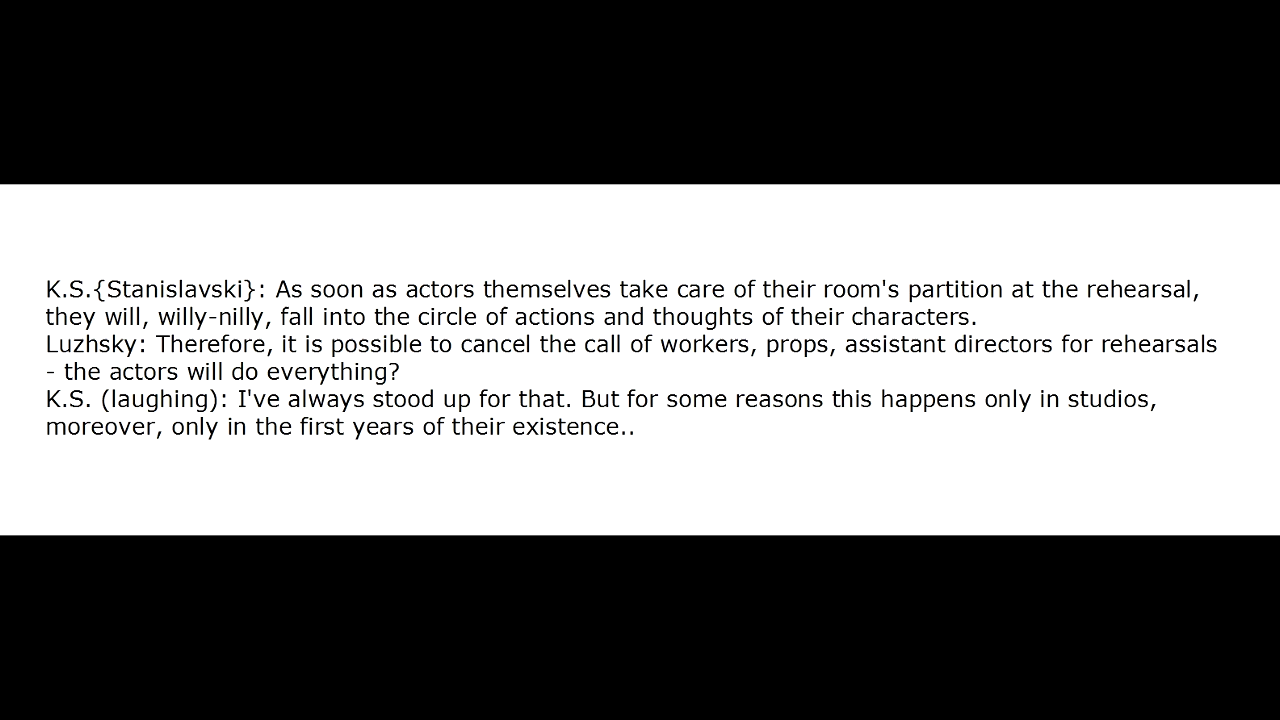 K.S.{Stanislavski}: As soon as actors themselves take care of their room's partition at the rehearsal,
they will, willy-nilly, fall into the circle of actions and thoughts of their characters.
Luzhsky: Therefore, it is possible to cancel the call of workers, props, assistant directors for rehearsals
- the actors will do everything?
K.S. (laughing): I've always stood up for that. But for some reasons this happens only in studios,
moreover, only in the first years of their existence..